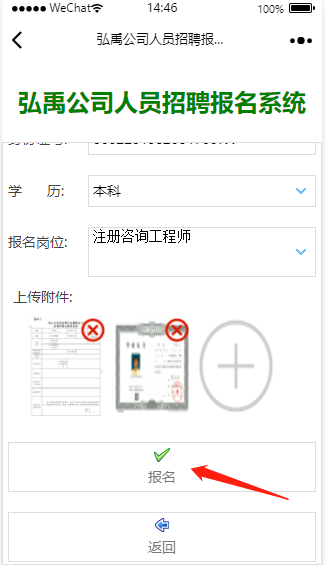 WeChat 14:46 100%
弘禹公司人员招聘报...
弘禹公司人员招聘报名系统
学 历: 本科
报名岗位: 注册咨询工程师
上传附件:
报名
返回